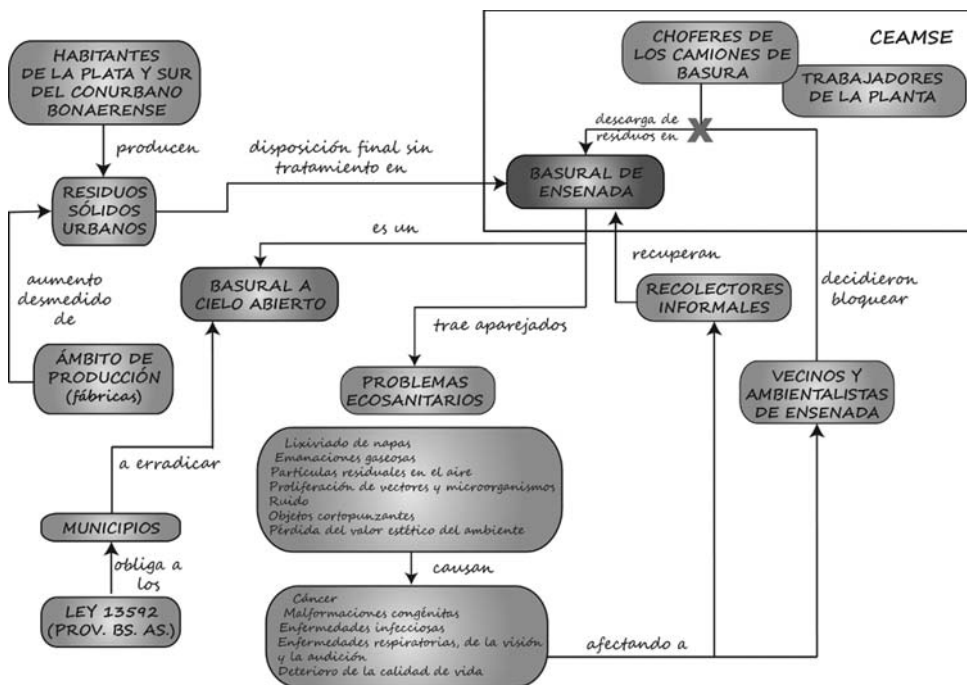 HABITANTES
DE LA PLATA Y SUR
DEL CONURBANO
BONAERENSE
CHOFERES DE
LOS CAMIONES DE
BASURA
CEAMSE
TRABAJADORES
DE LA PLANTA
producen
disposición final sin
tratamiento en
descarga de
residuos en
X
RESIDUOS
SÓLIDOS
URBANOS
BASURAL DE
ENSENADA
es un
recuperan
aumento
desmedido
de
BASURAL A
CIELO ABIERTO
RECOLECTORES
INFORMALES
decidieron
bloquear
trae aparejados
ÁMBITO DE
PRODUCCIÓN
(fábricas)
PROBLEMAS
ECOSANITARIOS
VECINOS Y
AMBIENTALISTAS
DE ENSENADA
a erradicar
Lixiviado de napas
Emanaciones gaseosas
Partículas residuales en el aire
Proliferación de vectores y microorganismos
Ruido
Objetos cortopunzantes
Pérdida del valor estético del ambiente
MUNICIPIOS
obliga a
los
causan
LEY 13592
(PROV. BS. AS.)
Cáncer
Malformaciones congénitas
Enfermedades infecciosas
Enfermedades respiratorias, de la visión
y la audición
Deterioro de la calidad de vida
afectando a